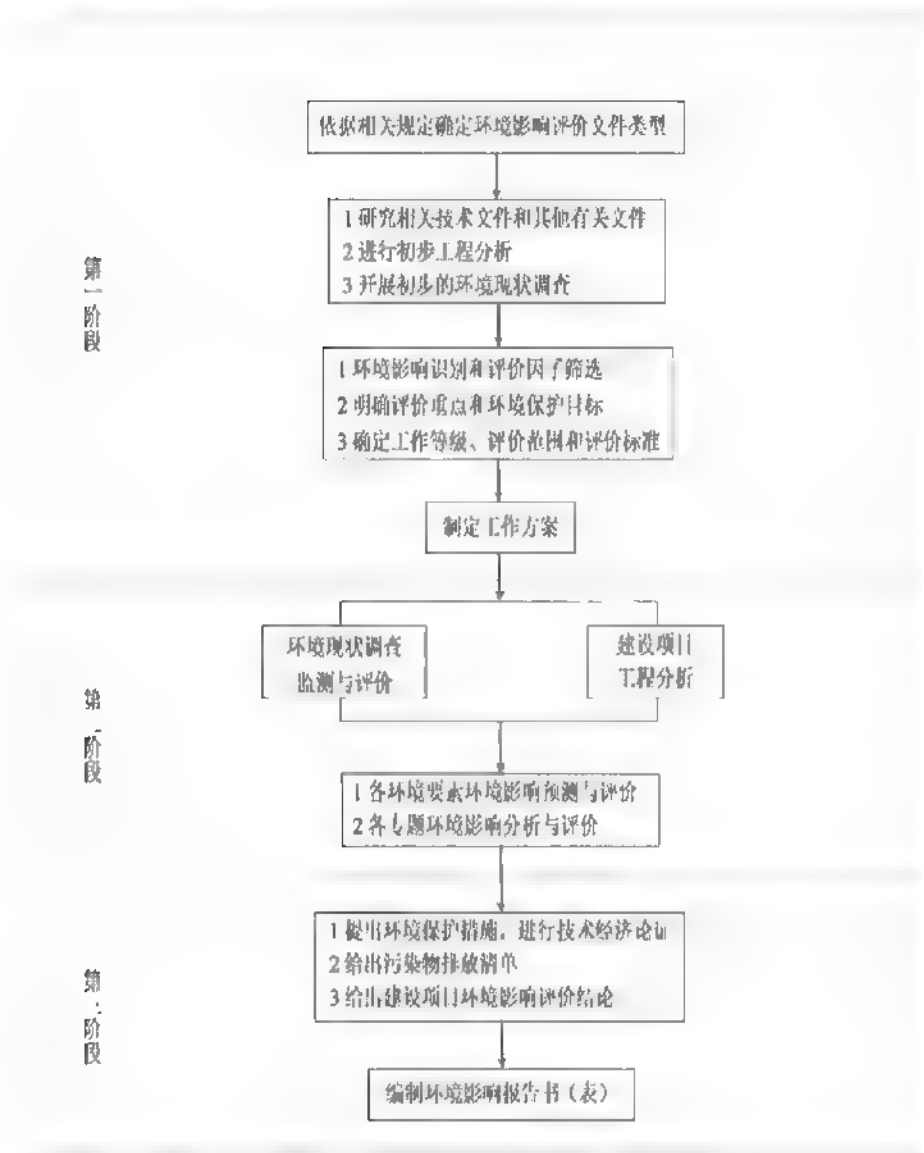 依据相关规定确定环境影响评价文件类型
1 研究相关技术文件和其他有关文件
2 进行初步工程分析
3 开展初步的环境现状调查
第一阶段
1 环境影响识别和评价因子筛选
2 明确评价重点和环境保护目标
3 确定工作等级、评价范围和评价标准
制定工作方案
环境现状调查
监测与评价
建设项目
工程分析
第二阶段
1 各环境要素环境影响预测与评价
2 各专题环境影响分析与评价
1 提出环境保护措施，进行技术经济论证
2 给出污染物排放清单
3 给出建设项目环境影响评价结论
第三阶段
编制环境影响报告书（表）